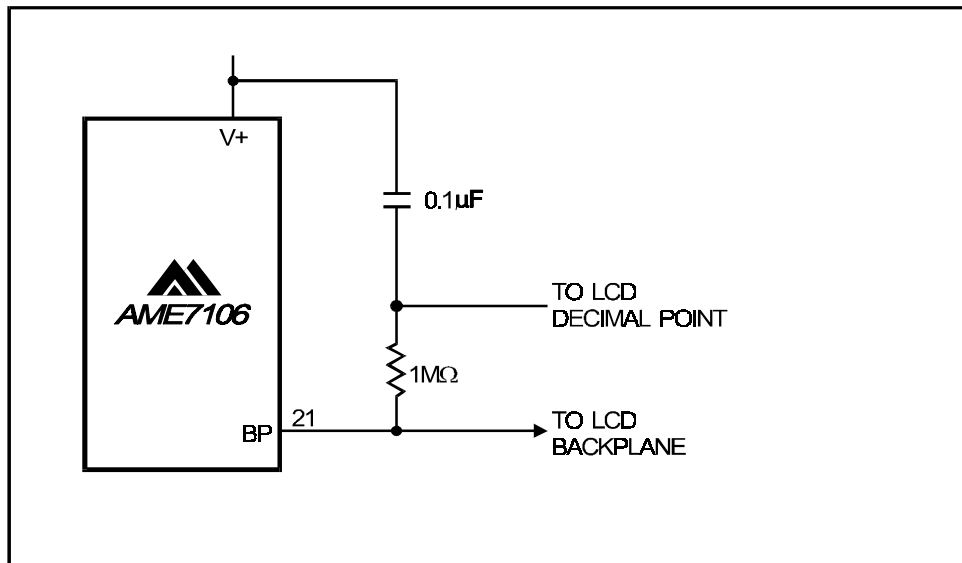 V+
0.1µF
AME7106
TO LCD
DECIMAL POINT
1MΩ
21
BP
TO LCD
BACKPLANE